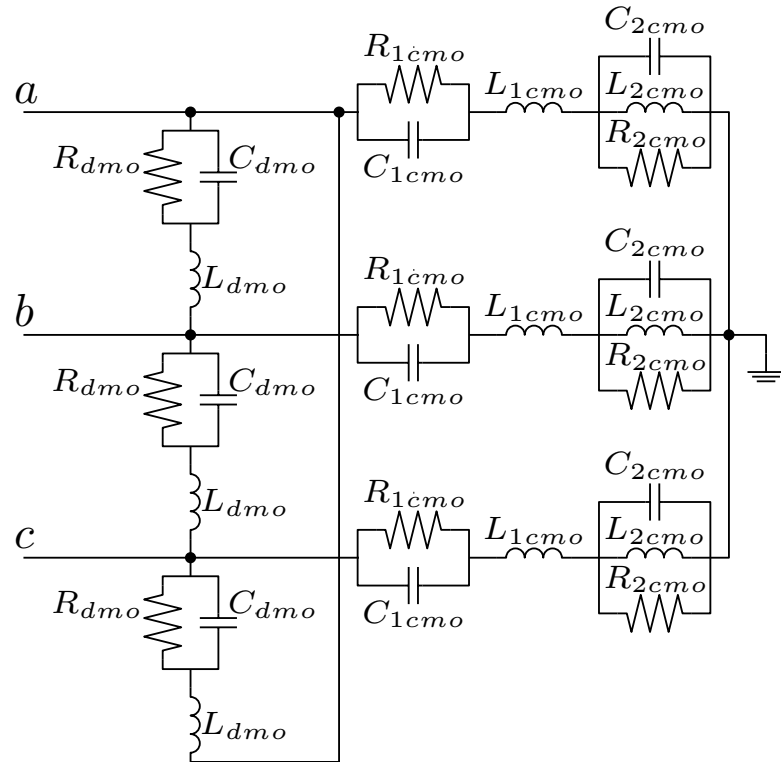 C2cmo
R1cmo
L1cmo
L2cmo
a
Rdmo
Cdmo
C1cmo
R2cmo
Ldmo
C2cmo
R1cmo
L1cmo
L2cmo
b
Rdmo
Cdmo
C1cmo
R2cmo
Ldmo
C2cmo
R1cmo
L1cmo
L2cmo
c
Rdmo
Cdmo
C1cmo
R2cmo
Ldmo